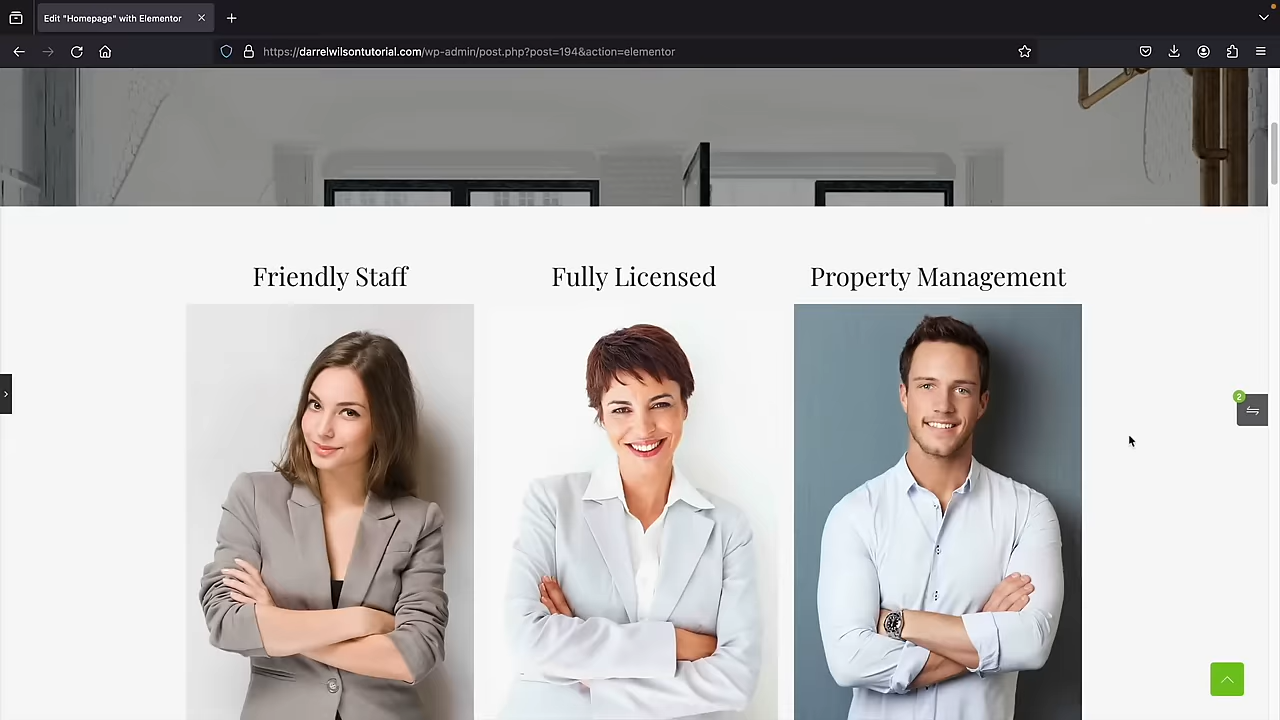 Edit "Homepage" with Elementor
https://darrelwilsontutorial.com/wp-admin/post.php?post=194&action=elementor
Friendly Staff
Fully Licensed
Property Management
2